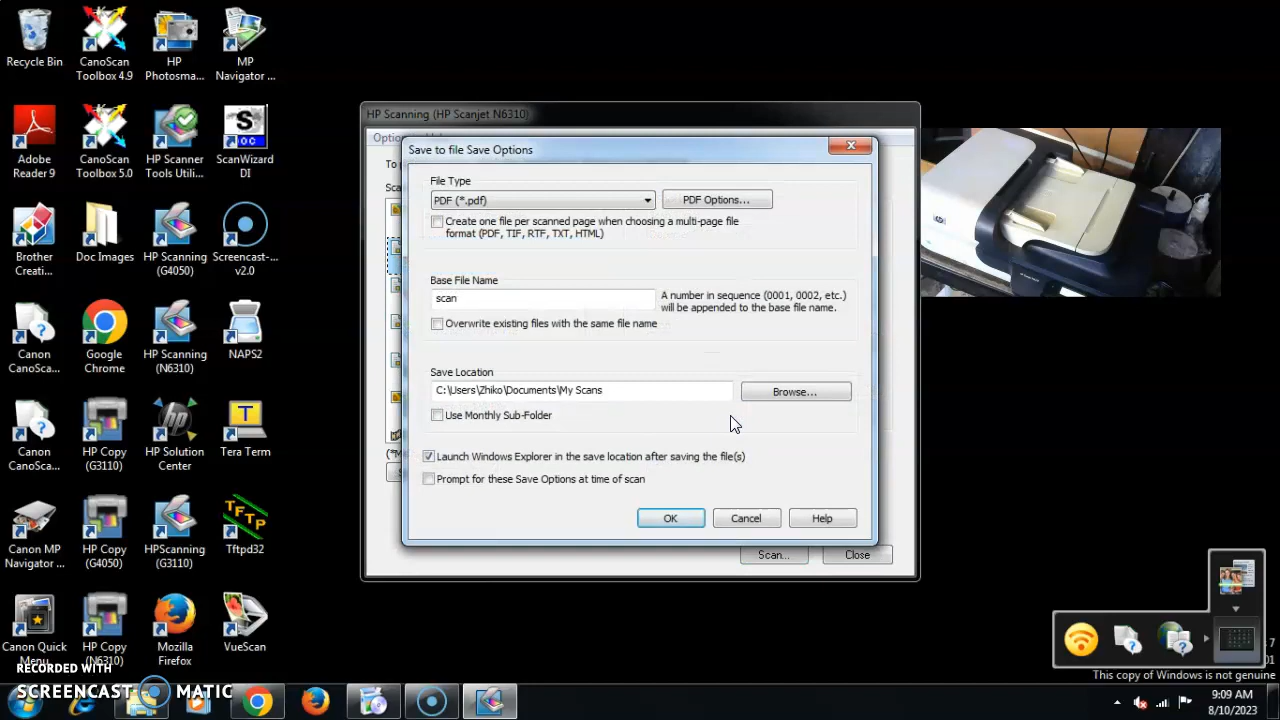 Recycle Bin
CanoScan Toolbox 4.9
HP Photosma...
MP Navigator ...
Adobe Reader 9
CanoScan Toolbox 5.0
HP Scanner Tools Utili...
ScanWizard DI
Brother Creati...
Doc Images
HP Scanning (G4050)
Screencast-... v2.0
Canon CanoSca...
Google Chrome
HP Scanning (N6310)
NAPS2
Canon CanoSca...
HP Copy (G3110)
HP Solution Center
Tera Term
Canon MP Navigator ...
HP Copy (G4050)
HPScanning (G3110)
Tftpd32
Canon Quick Menu
HP Copy (N6310)
Mozilla Firefox
VueScan
HP Scanning (HP Scanjet N6310)
Save to file Save Options
File Type
PDF (*.pdf)
PDF Options...
Create one file per scanned page when choosing a multi-page file
format (PDF, TIF, RTF, TXT, HTML)
Base File Name
scan
A number in sequence (0001, 0002, etc.)
will be appended to the base file name.
Overwrite existing files with the same file name
Save Location
C:\Users\Zhiko\Documents\My Scans
Browse...
Use Monthly Sub-Folder
Launch Windows Explorer in the save location after saving the file(s)
Prompt for these Save Options at time of scan
OK
Cancel
Help
Scan...
Close
This copy of Windows is not genuine
RECORDED WITH
SCREENCAST MATIC
9:09 AM
8/10/2023